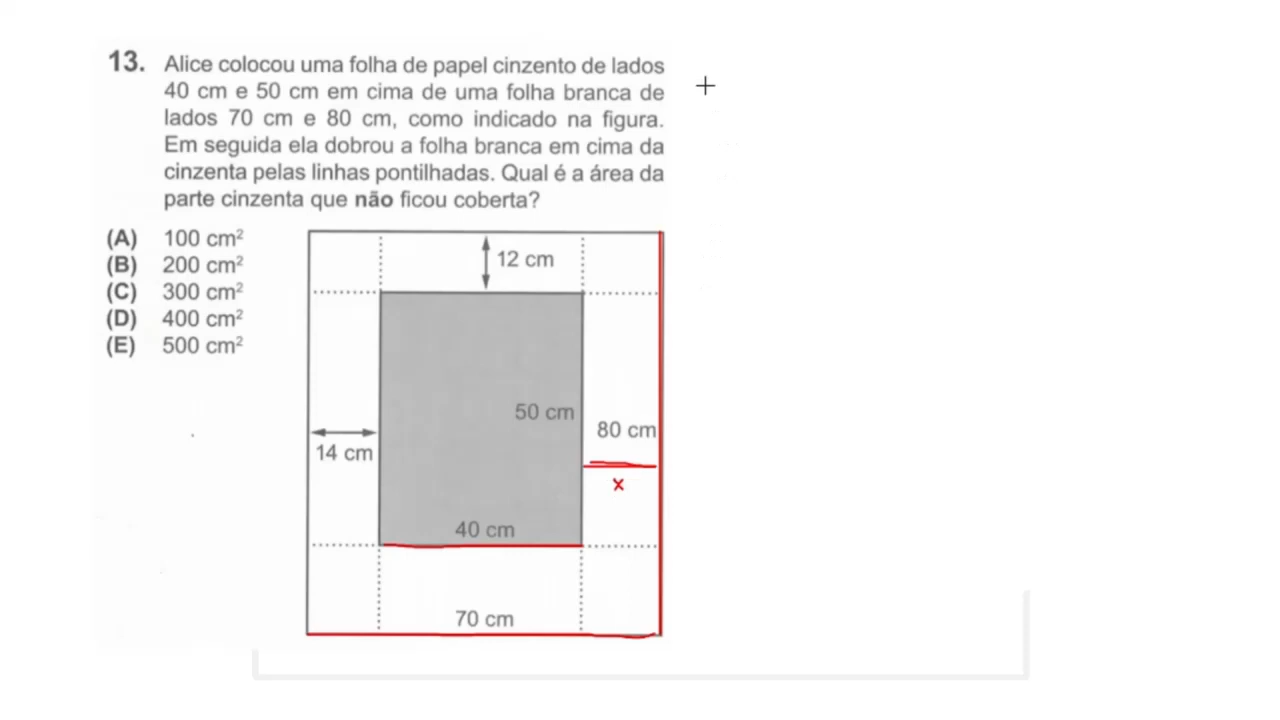 13. Alice colocou uma folha de papel cinzento de lados
40 cm e 50 cm em cima de uma folha branca de
lados 70 cm e 80 cm, como indicado na figura.
Em seguida ela dobrou a folha branca em cima da
cinzenta pelas linhas pontilhadas. Qual é a área da
parte cinzenta que não ficou coberta?
(A) 100 cm²
(B) 200 cm²
(C) 300 cm²
(D) 400 cm²
(E) 500 cm²
12 cm
50 cm
80 cm
14 cm
x
40 cm
70 cm